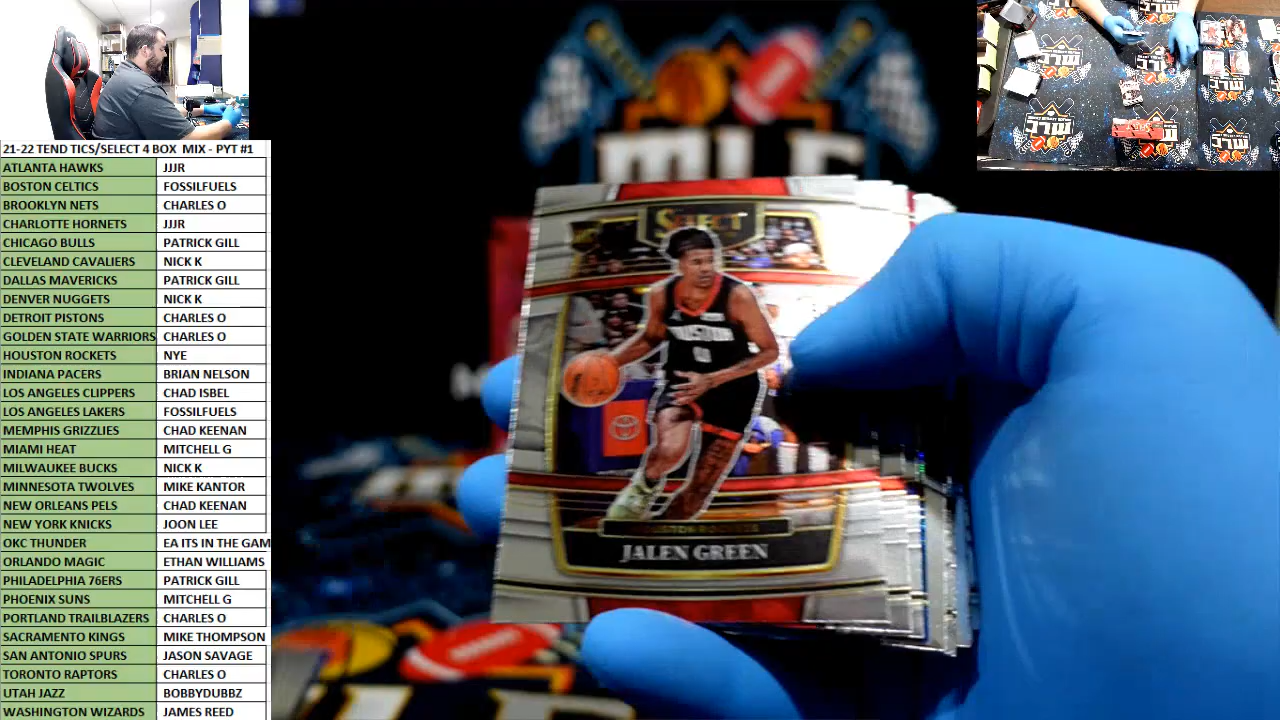 21-22 TEND TICS/SELECT 4 BOX MIX - PYT #1
ATLANTA HAWKS JJJR
BOSTON CELTICS FOSSILFUELS
BROOKLYN NETS CHARLES O
CHARLOTTE HORNETS JJJR
CHICAGO BULLS PATRICK GILL
CLEVELAND CAVALIERS NICK K
DALLAS MAVERICKS PATRICK GILL
DENVER NUGGETS NICK K
DETROIT PISTONS CHARLES O
GOLDEN STATE WARRIORS CHARLES O
HOUSTON ROCKETS NYE
INDIANA PACERS BRIAN NELSON
LOS ANGELES CLIPPERS CHAD ISBEL
LOS ANGELES LAKERS FOSSILFUELS
MEMPHIS GRIZZLIES CHAD KEENAN
MIAMI HEAT MITCHELL G
MILWAUKEE BUCKS NICK K
MINNESOTA TWOLVES MIKE KANTOR
NEW ORLEANS PELS CHAD KEENAN
NEW YORK KNICKS JOON LEE
OKC THUNDER EA ITS IN THE GAM
ORLANDO MAGIC ETHAN WILLIAMS
PHILADELPHIA 76ERS PATRICK GILL
PHOENIX SUNS MITCHELL G
PORTLAND TRAILBLAZERS CHARLES O
SACRAMENTO KINGS MIKE THOMPSON
SAN ANTONIO SPURS JASON SAVAGE
TORONTO RAPTORS CHARLES O
UTAH JAZZ BOBBYDUBBZ
WASHINGTON WIZARDS JAMES REED
SELECT
HOUSTON
0
HOUSTON ROCKETS
JALEN GREEN